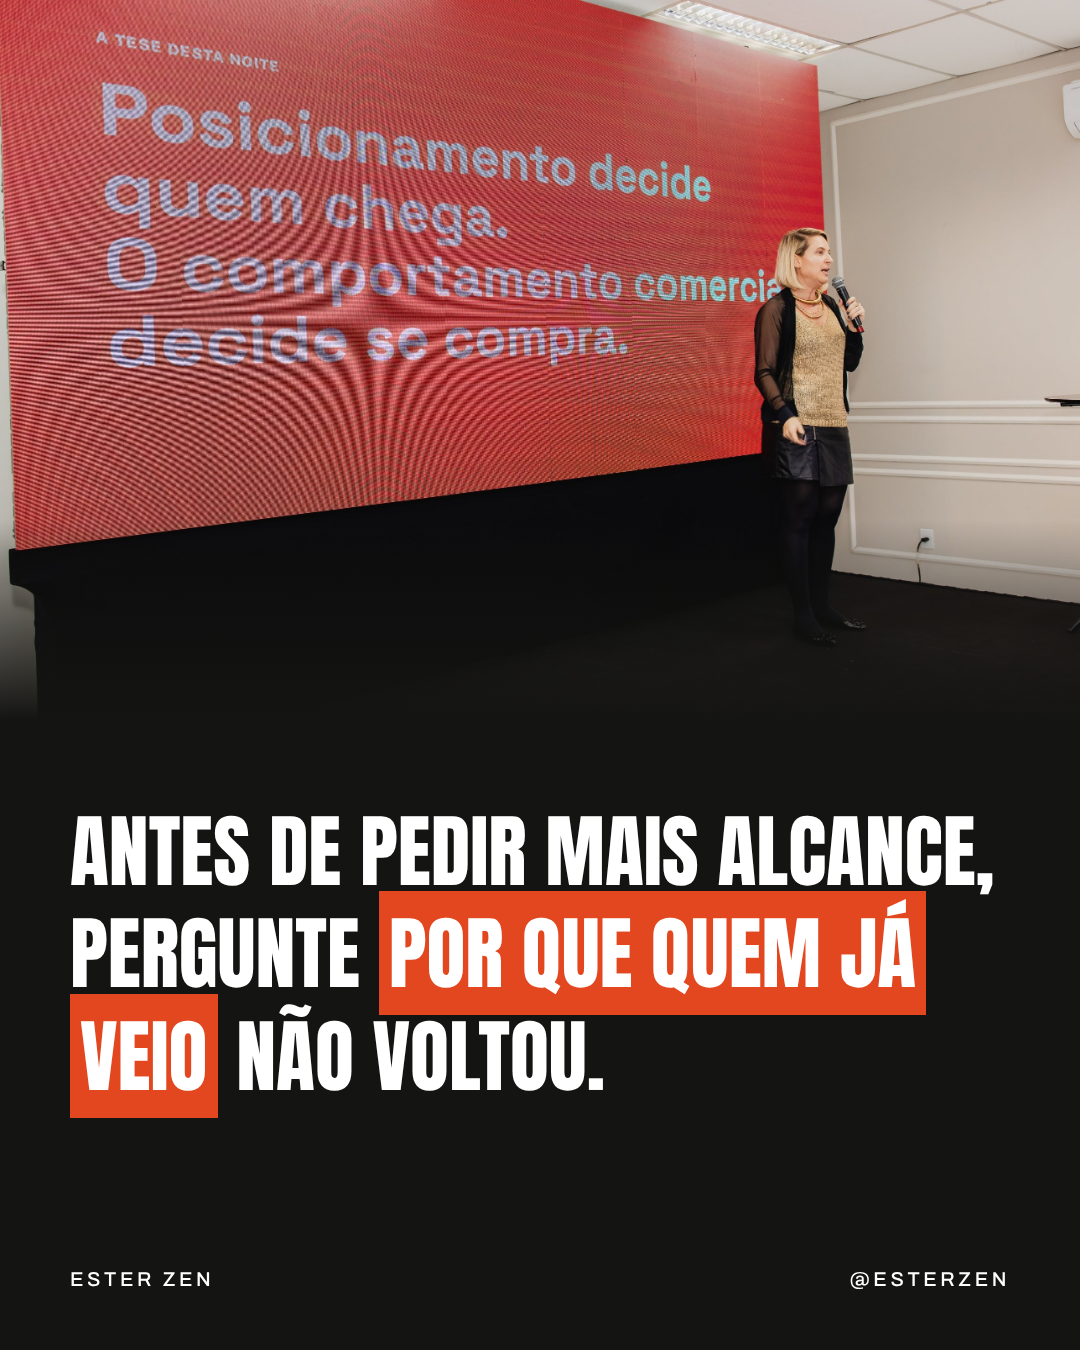 A TESE DESTA NOITE
Posicionamento decide
quem chega.
O comportamento comercia
decide se compra.
ANTES DE PEDIR MAIS ALCANCE,
PERGUNTE POR QUE QUEM JÁ
VEIO NÃO VOLTOU.
ESTER ZEN
@ESTERZEN